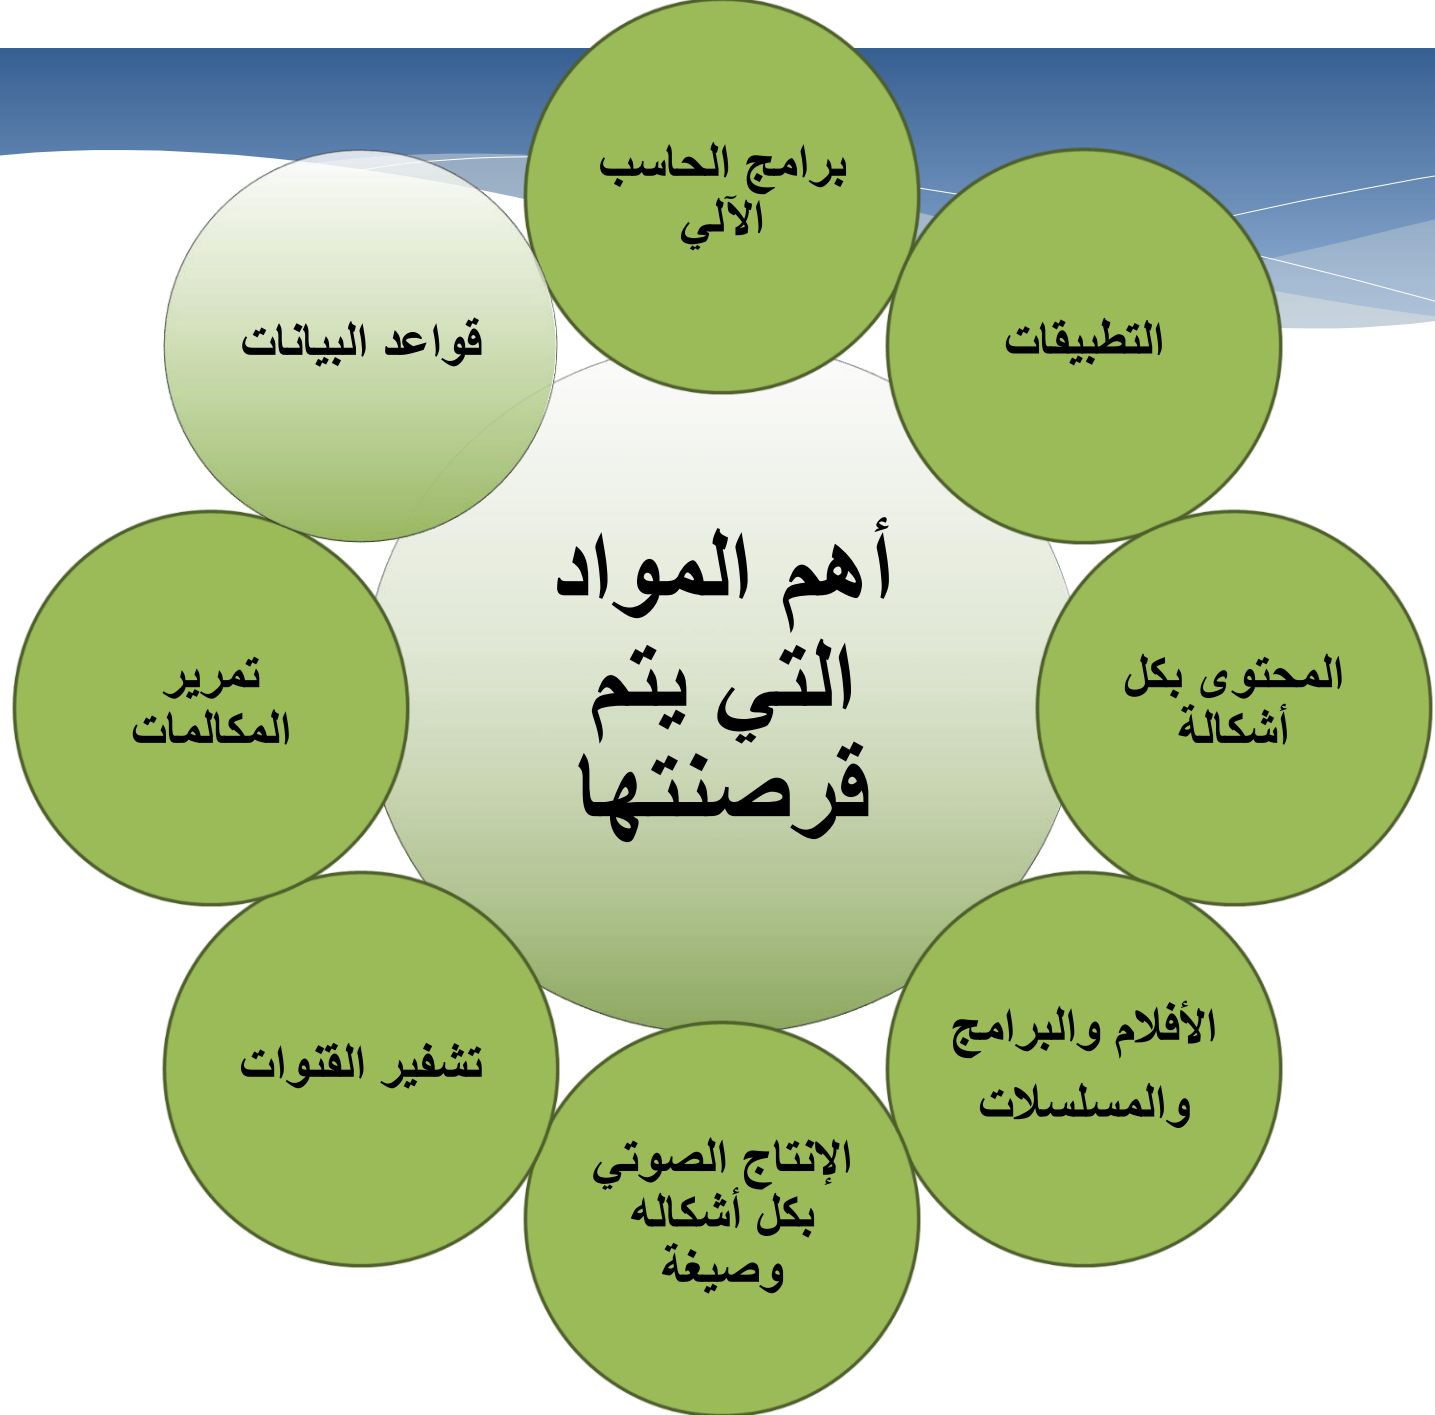 أهم المواد
التي يتم
قرصنتها
برامج الحاسب
الآلي
التطبيقات
المحتوى بكل
أشكالة
الأفلام والبرامج
والمسلسلات
الإنتاج الصوتي
بكل أشكاله
وصيغة
تشفير القنوات
تمرير
المكالمات
قواعد البيانات